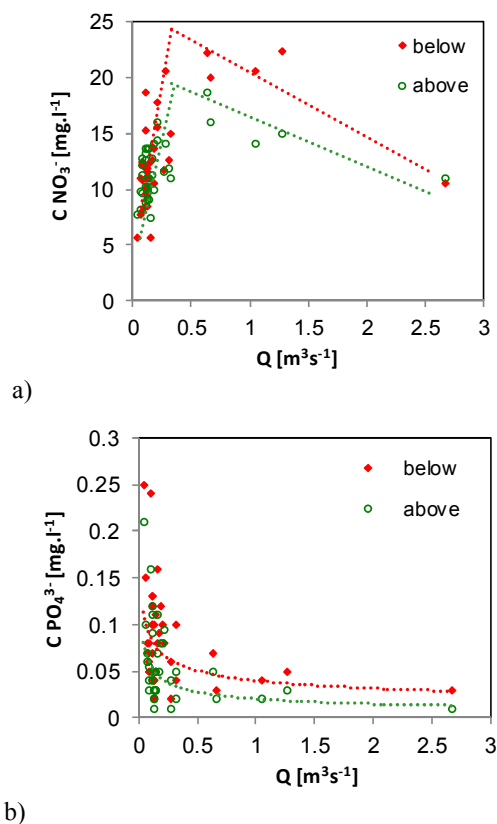 25
20
15
10
5
0
0 0.5 1 1.5 2 2.5 3
C NO₃⁻ [mg.l⁻¹]
Q [m³s⁻¹]
below
above
a)
0.3
0.25
0.2
0.15
0.1
0.05
0
0 0.5 1 1.5 2 2.5 3
C PO₄³⁻ [mg.l⁻¹]
Q [m³s⁻¹]
below
above
b)